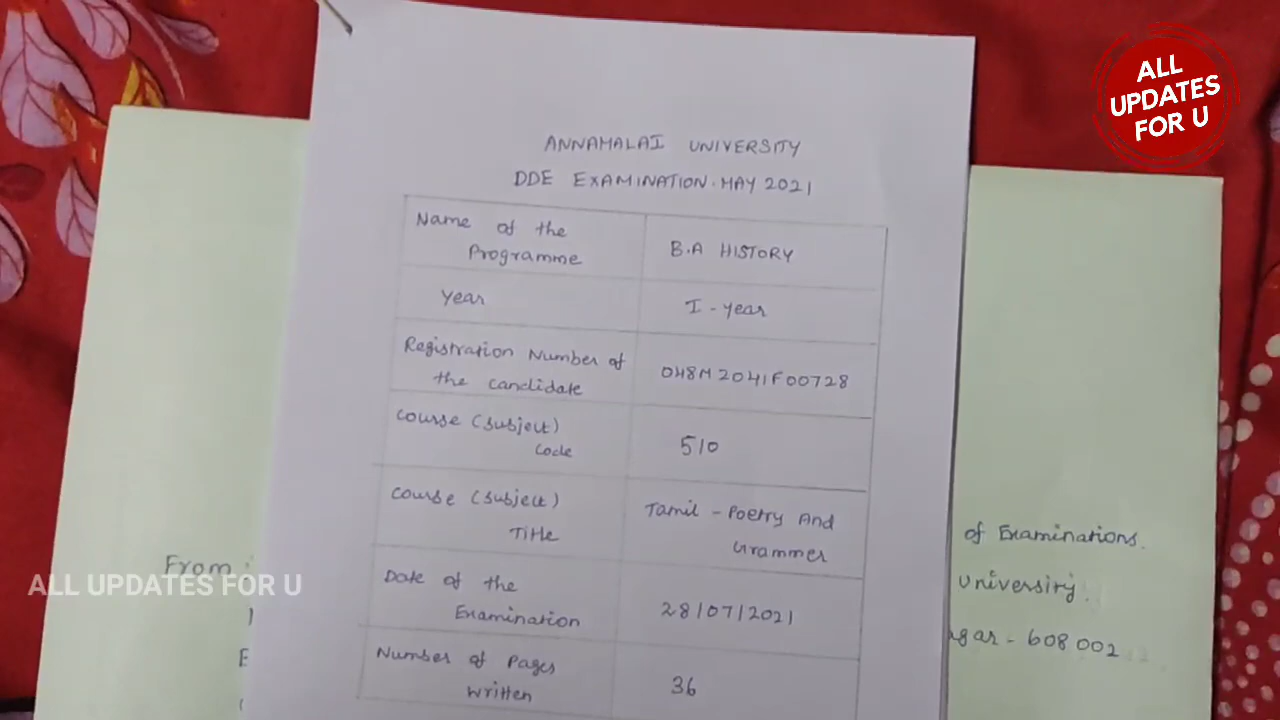 ALL
UPDATES
FOR U
ANNAMALAI UNIVERSITY
DDE EXAMINATION. MAY 2021
Name of the
Programme
B.A HISTORY
Year
I - year
Registration Number of
the candidate
048M2041F00728
Course (Subject)
Code
510
Course (Subject)
Title
Tamil - Poetry And
Grammer
Date of the
Examination
28/07/2021
Number of Pages
Written
36
From
ALL UPDATES FOR U
of Examinations.
University.
gar - 608 002